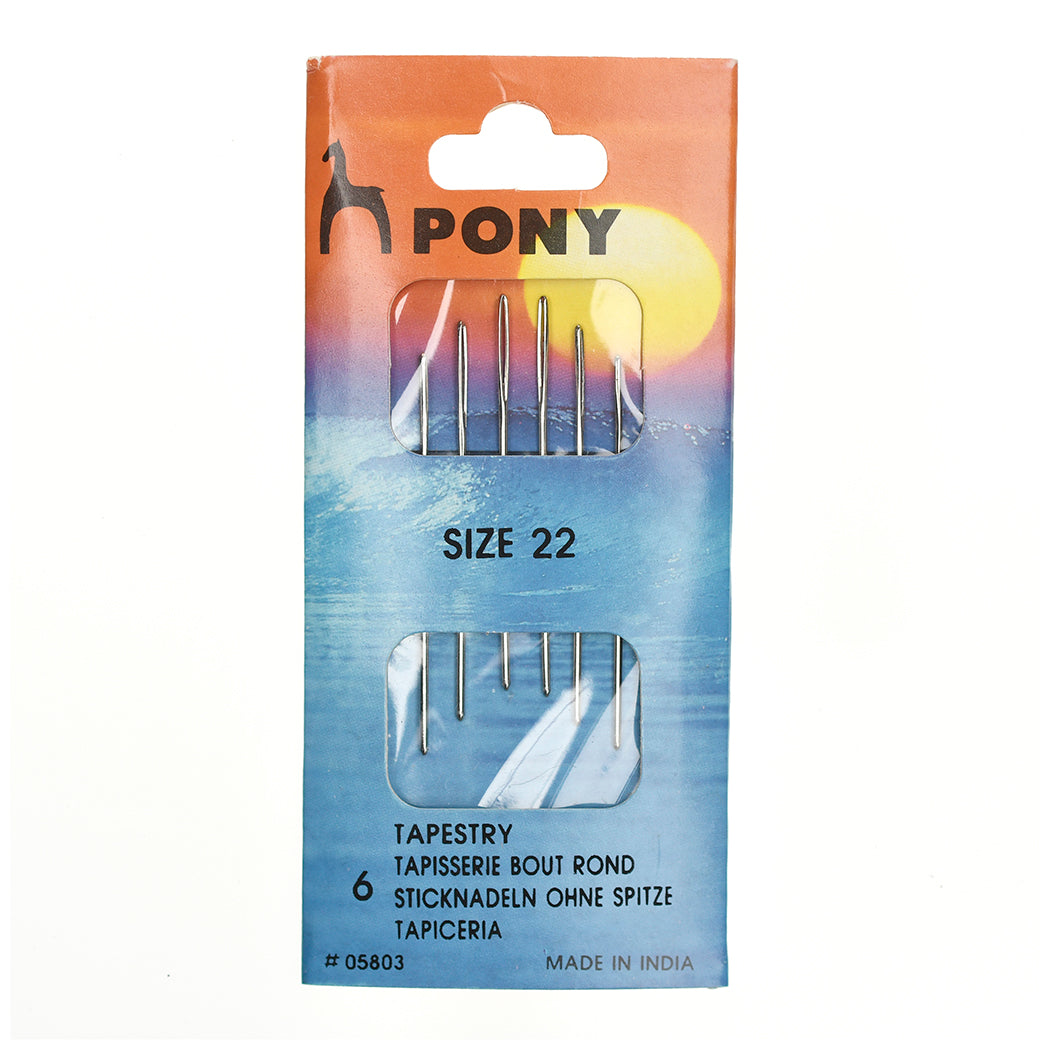 PONY
SIZE 22
TAPESTRY
TAPISSERIE BOUT ROND
6
STICKNADELN OHNE SPITZE
TAPICERIA
# 05803 MADE IN INDIA